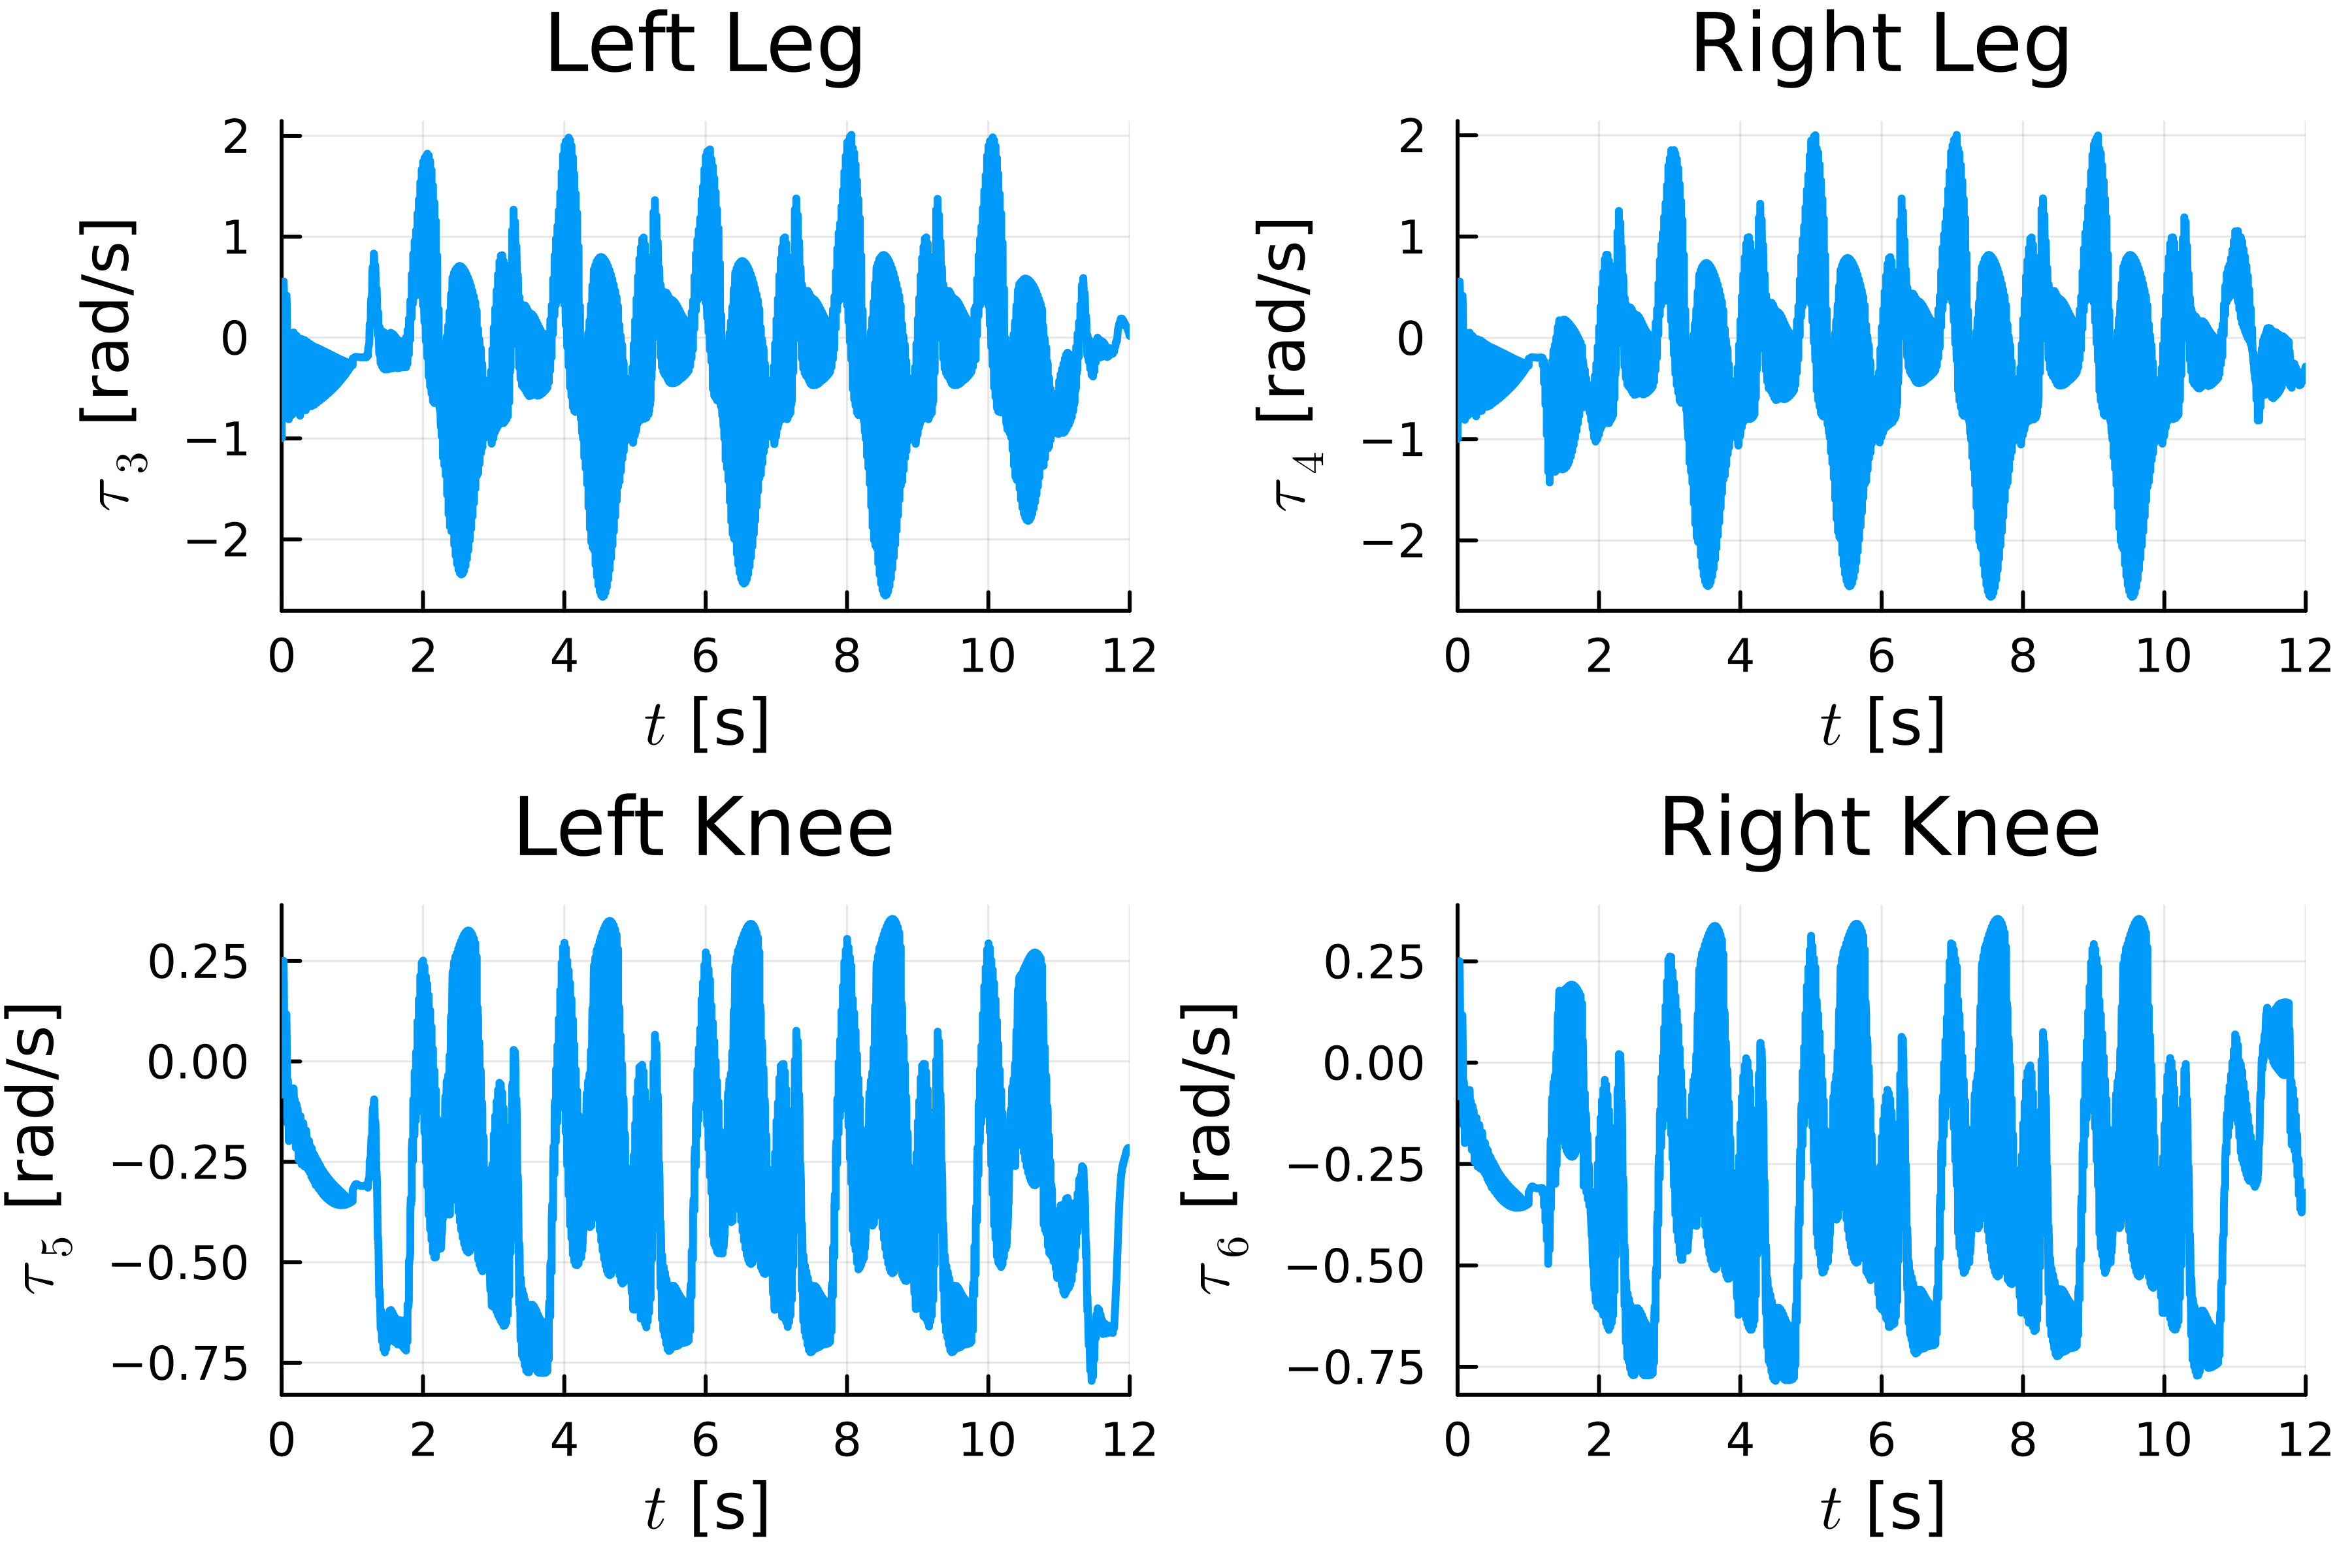 Left Leg
τ3 [rad/s]
2
1
0
−1
−2
0 2 4 6 8 10 12
t [s]
Right Leg
τ4 [rad/s]
2
1
0
−1
−2
0 2 4 6 8 10 12
t [s]
Left Knee
τ5 [rad/s]
0.25
0.00
−0.25
−0.50
−0.75
0 2 4 6 8 10 12
t [s]
Right Knee
τ6 [rad/s]
0.25
0.00
−0.25
−0.50
−0.75
0 2 4 6 8 10 12
t [s]